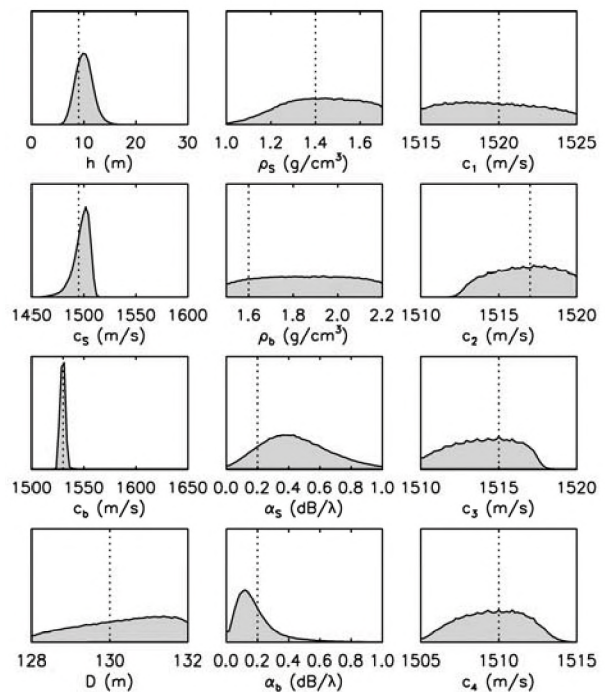 0 10 20 30 1.0 1.2 1.4 1.6 1515 1520 1525
h (m) ρS (g/cm³) c₁ (m/s)
1450 1500 1550 1600 1.6 1.8 2.0 2.2 1510 1515 1520
cS (m/s) ρb (g/cm³) c₂ (m/s)
1500 1550 1600 1650 0.0 0.2 0.4 0.6 0.8 1.0 1510 1515 1520
cb (m/s) αS (dB/λ) c₃ (m/s)
128 130 132 0.0 0.2 0.4 0.6 0.8 1.0 1505 1510 1515
D (m) αb (dB/λ) c₄ (m/s)